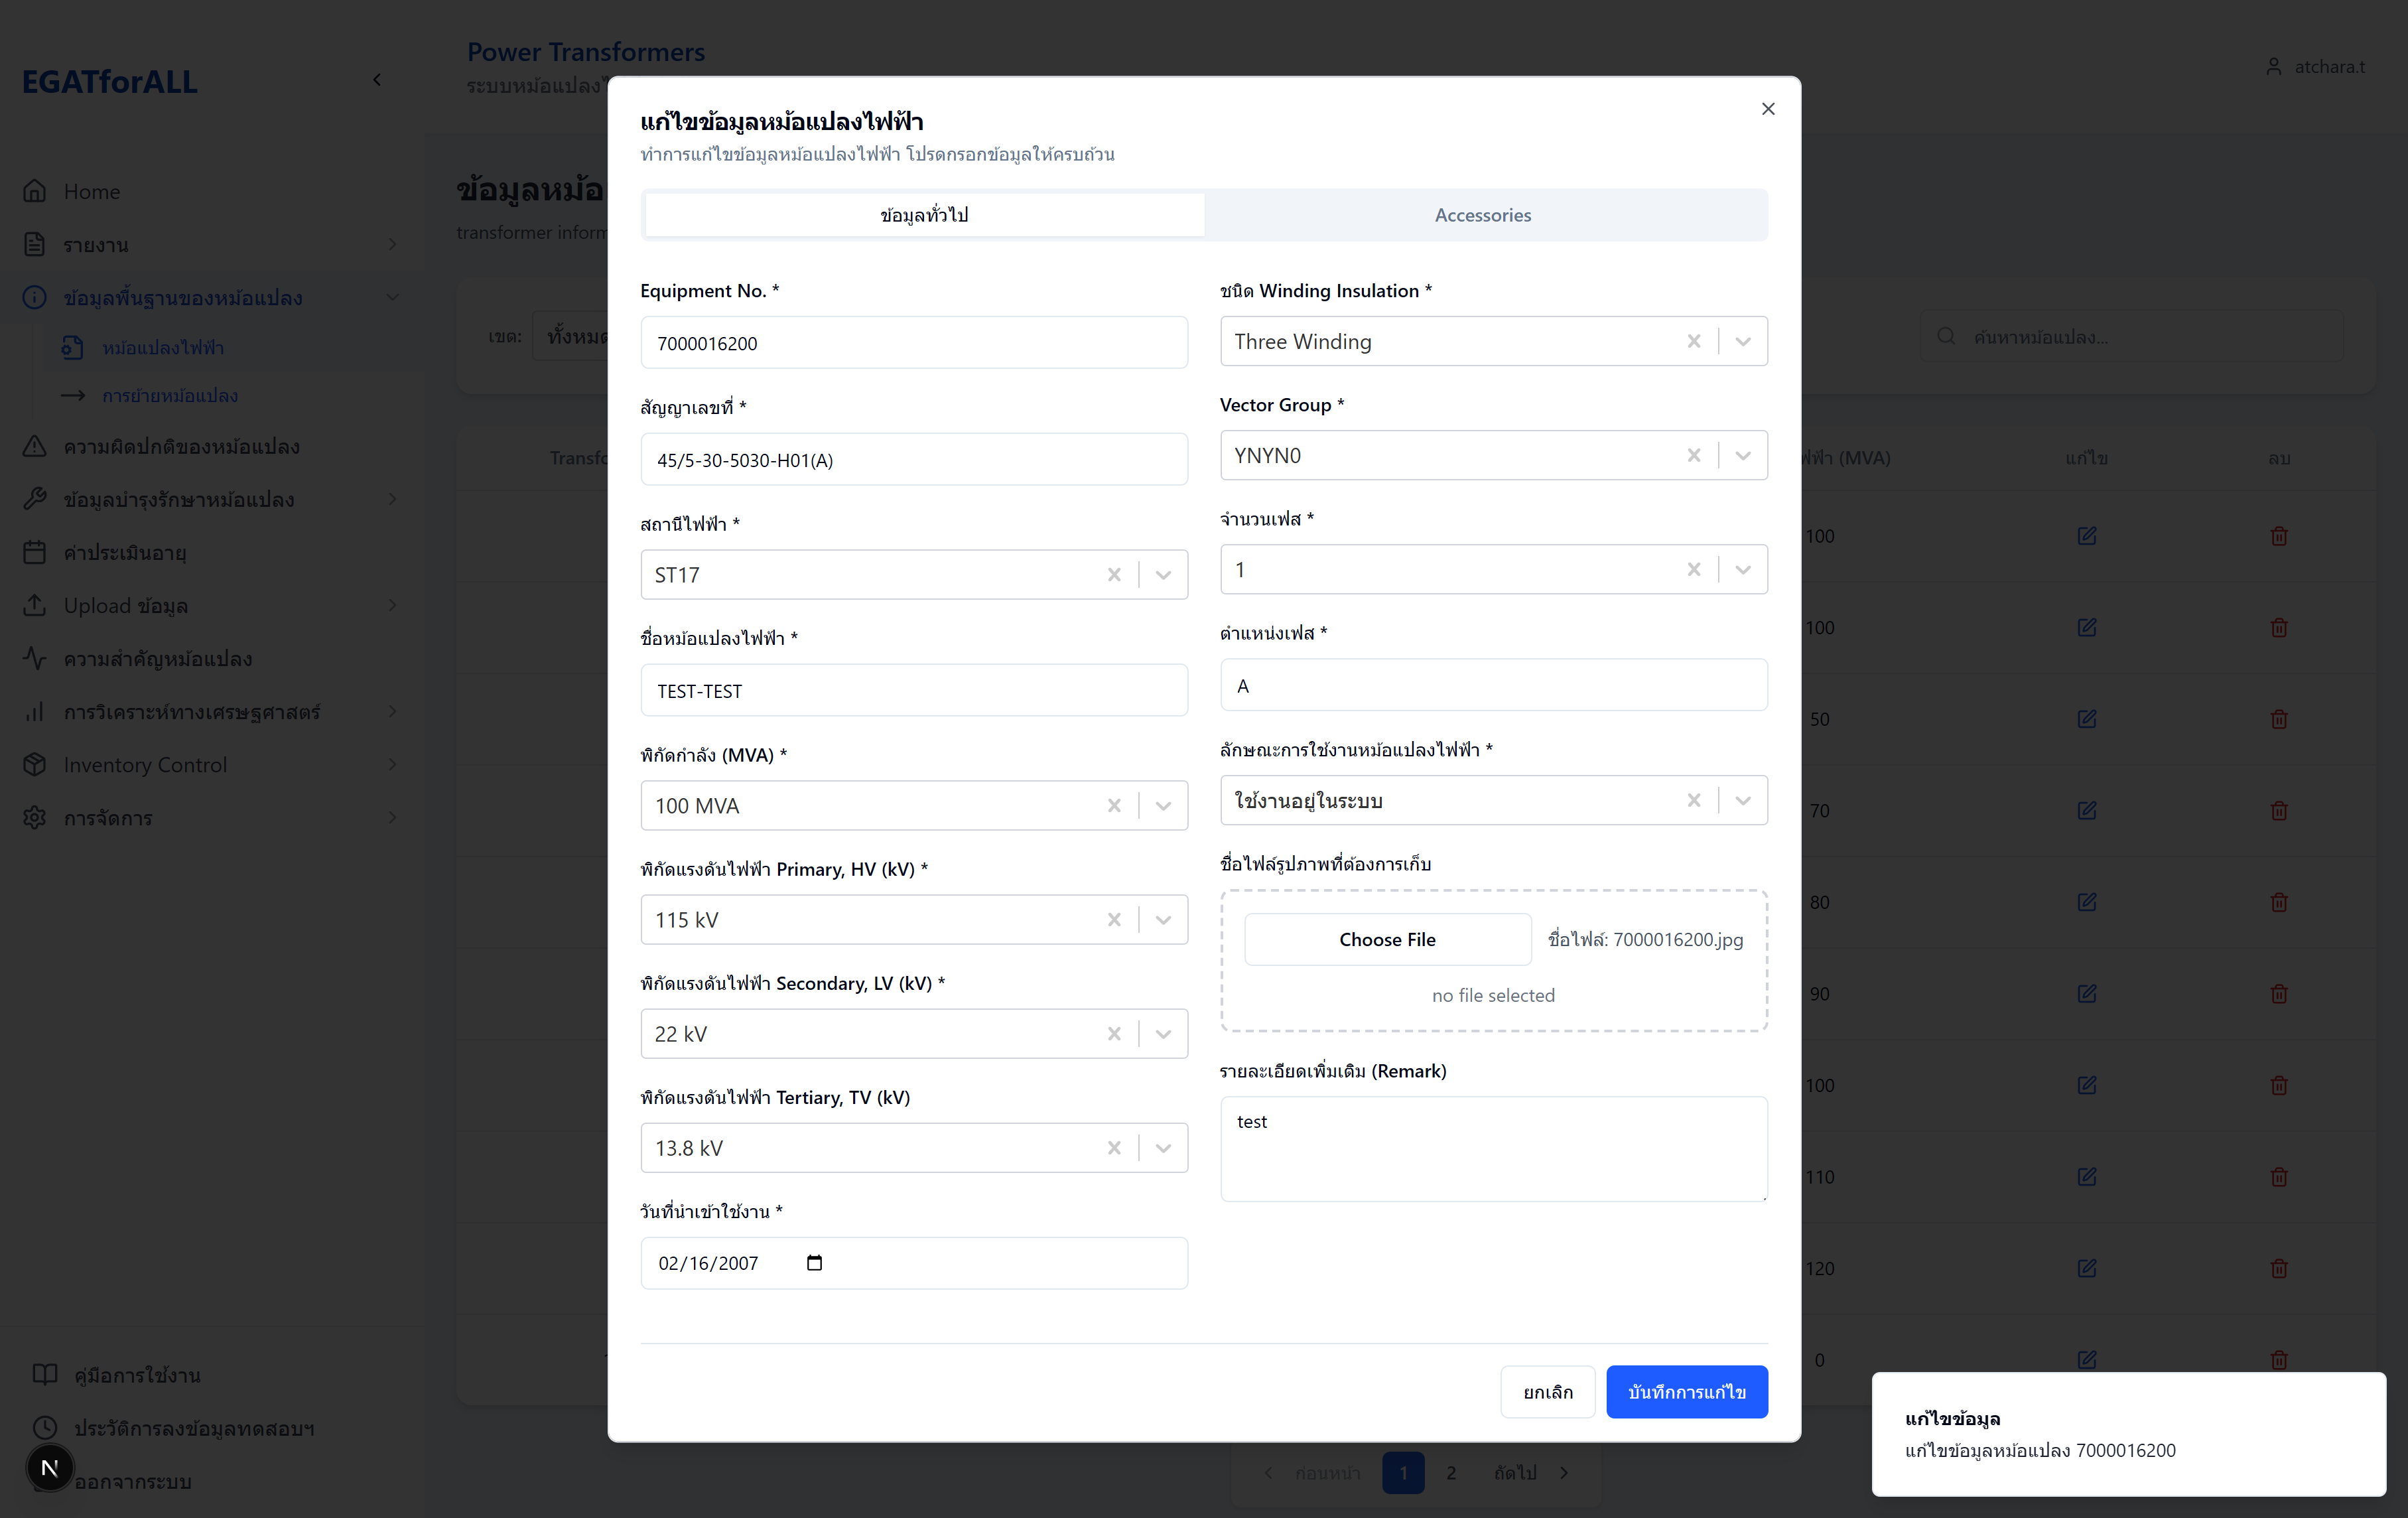 EGATforALL
Power Transformers
ระบบหม้อแปลง
atchara.t
Home
รายงาน
ข้อมูลพื้นฐานของหม้อแปลง
หม้อแปลงไฟฟ้า
การย้ายหม้อแปลง
ความผิดปกติของหม้อแปลง
ข้อมูลบำรุงรักษาหม้อแปลง
ค่าประเมินอายุ
Upload ข้อมูล
ความสำคัญหม้อแปลง
การวิเคราะห์ทางเศรษฐศาสตร์
Inventory Control
การจัดการ
คู่มือการใช้งาน
ประวัติการลงข้อมูลทดสอบฯ
ออกจากระบบ
N
ข้อมูลหม้อ
transformer inform
เขต: ทั้งหมด
ค้นหาหม้อแปลง...
Transfo
ฟฟ้า (MVA) แก้ไข ลบ
100
100
50
70
80
90
100
110
120
0
ก่อนหน้า 1 2 ถัดไป
แก้ไขข้อมูลหม้อแปลงไฟฟ้า
ทำการแก้ไขข้อมูลหม้อแปลงไฟฟ้า โปรดกรอกข้อมูลให้ครบถ้วน
ข้อมูลทั่วไป
Accessories
Equipment No. *
7000016200
สัญญาเลขที่ *
45/5-30-5030-H01(A)
สถานีไฟฟ้า *
ST17
ชื่อหม้อแปลงไฟฟ้า *
TEST-TEST
พิกัดกำลัง (MVA) *
100 MVA
พิกัดแรงดันไฟฟ้า Primary, HV (kV) *
115 kV
พิกัดแรงดันไฟฟ้า Secondary, LV (kV) *
22 kV
พิกัดแรงดันไฟฟ้า Tertiary, TV (kV)
13.8 kV
วันที่นำเข้าใช้งาน *
02/16/2007
ชนิด Winding Insulation *
Three Winding
Vector Group *
YNYN0
จำนวนเฟส *
1
ตำแหน่งเฟส *
A
ลักษณะการใช้งานหม้อแปลงไฟฟ้า *
ใช้งานอยู่ในระบบ
ชื่อไฟล์รูปภาพที่ต้องการเก็บ
Choose File
ชื่อไฟล์: 7000016200.jpg
no file selected
รายละเอียดเพิ่มเติม (Remark)
test
ยกเลิก
บันทึกการแก้ไข
แก้ไขข้อมูล
แก้ไขข้อมูลหม้อแปลง 7000016200